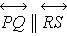 PQ ∥ RS